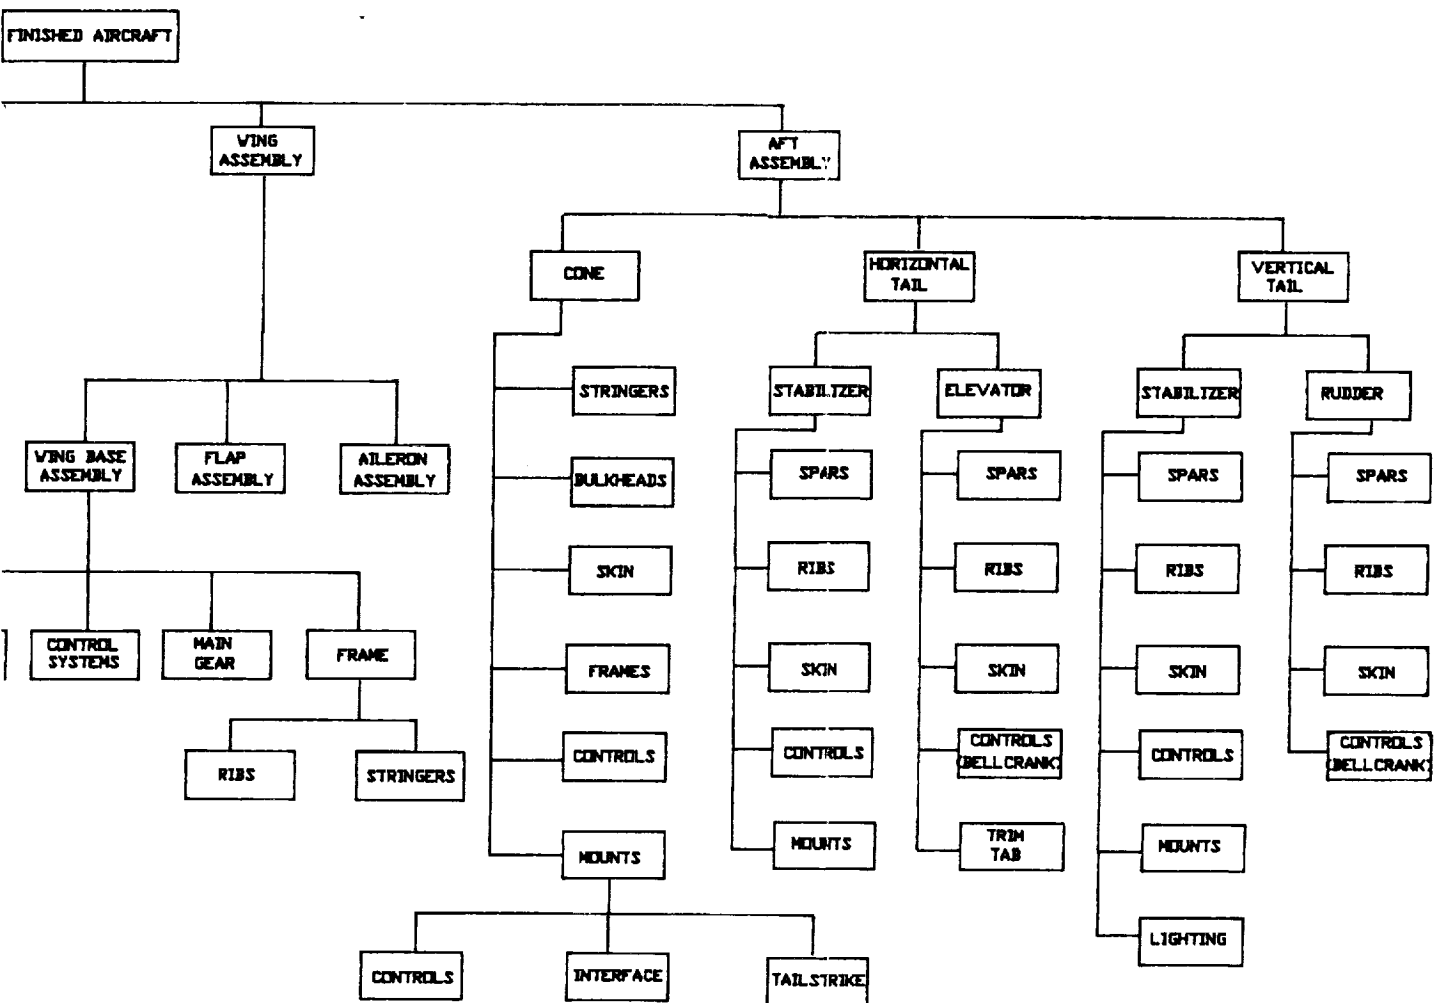 FINISHED AIRCRAFT
WING
ASSEMBLY
AFT
ASSEMBLY
CONE
HORIZONTAL
TAIL
VERTICAL
TAIL
STRINGERS
STABILIZER
ELEVATOR
STABILIZER
RUDDER
WING BASE
ASSEMBLY
FLAP
ASSEMBLY
AILERON
ASSEMBLY
BULKHEADS
SPARS
SPARS
SPARS
SPARS
SKIN
RIBS
RIBS
RIBS
RIBS
CONTROL
SYSTEMS
MAIN
GEAR
FRAME
FRAMES
SKIN
SKIN
SKIN
SKIN
RIBS
STRINGERS
CONTROLS
CONTROLS
CONTROLS
(BELLCRANK)
CONTROLS
CONTROLS
(BELLCRANK)
MOUNTS
MOUNTS
TRIM
TAB
MOUNTS
LIGHTING
CONTROLS
INTERFACE
TAILSTRIKE